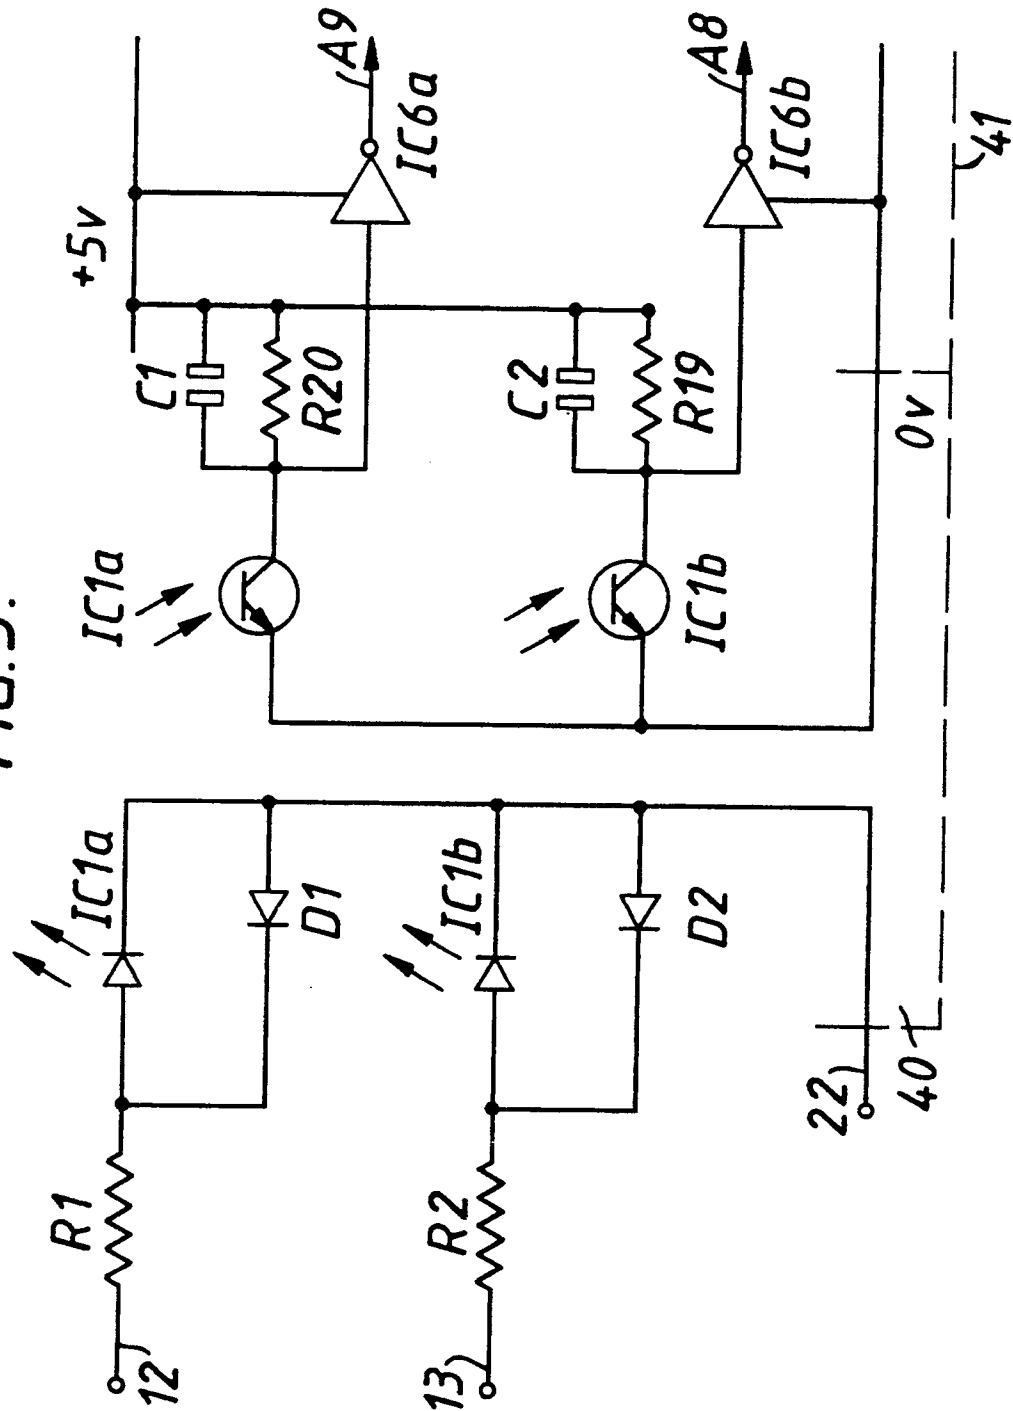 FIG.3.
+5v
A9
IC6a
C1
R20
IC1a
IC1a
D1
R1
12
A8
IC6b
C2
R19
IC1b
IC1b
D2
R2
13
0v
22
40
41